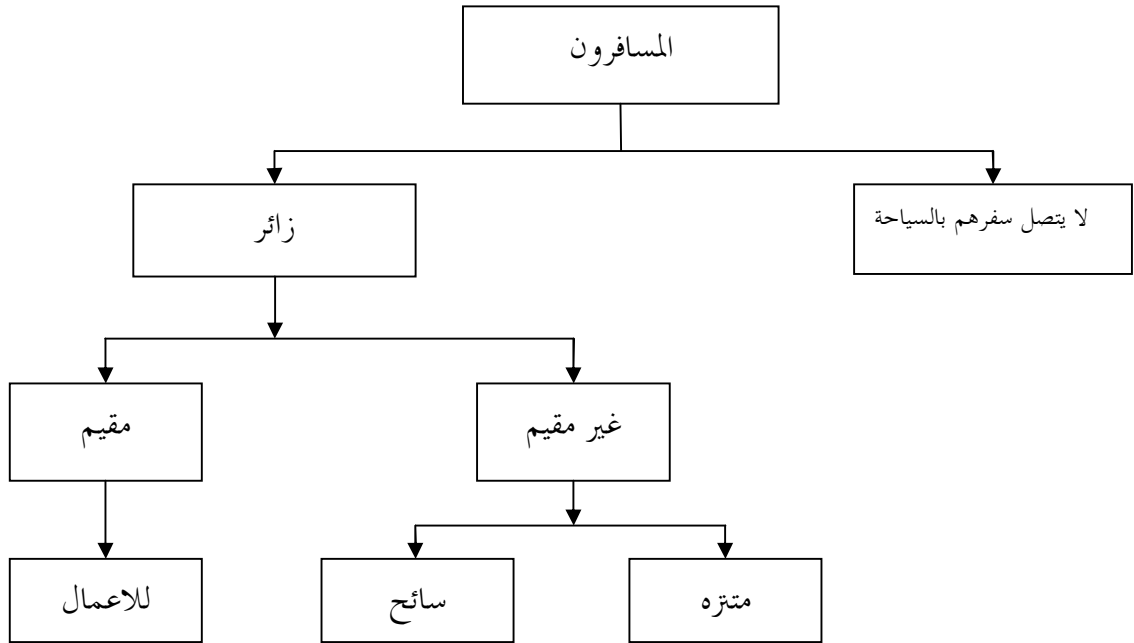 المسافرون
لا يتصل سفرهم بالسياحة
زائر
غير مقيم
مقيم
متنزه
سائح
للاعمال